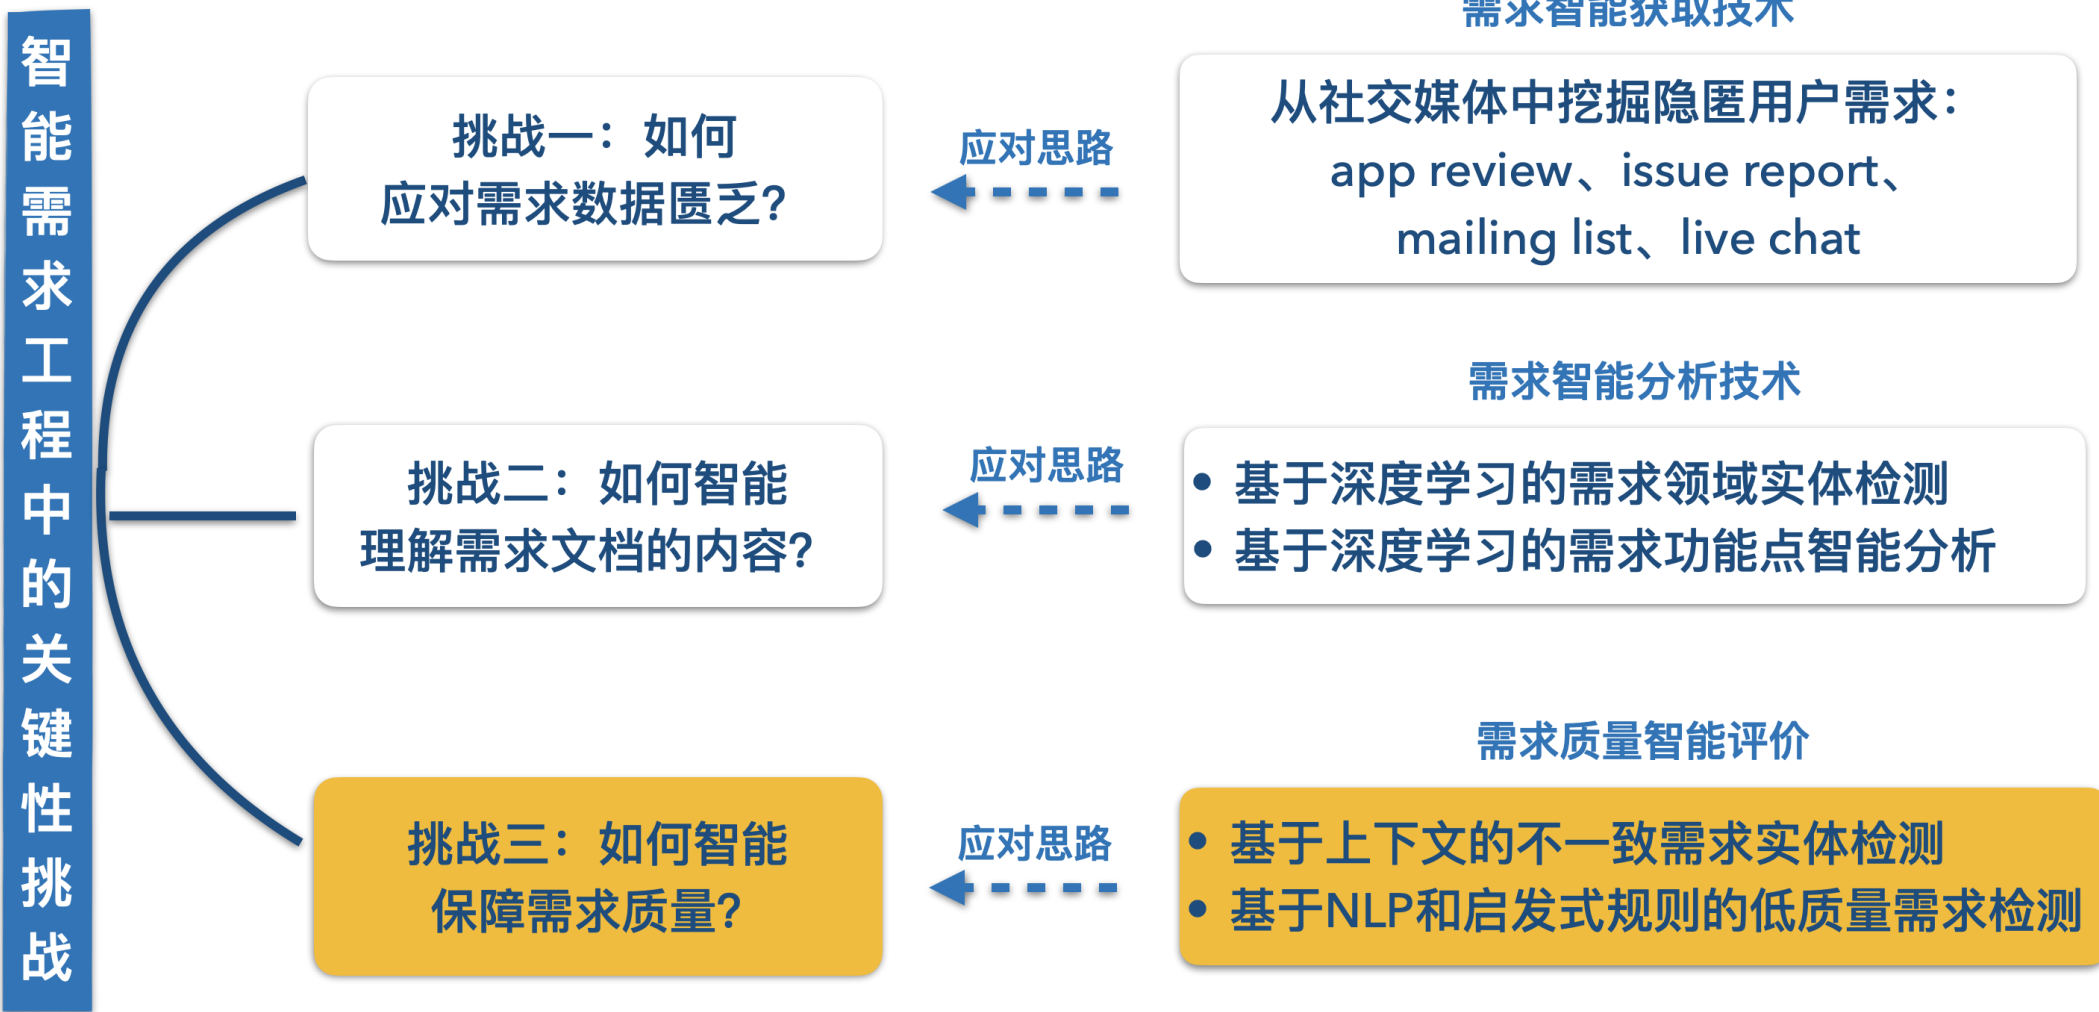 智能需求工程中的关键性挑战
挑战一：如何
应对需求数据匮乏?
应对思路
需求智能获取技术
从社交媒体中挖掘隐匿用户需求：
app review、issue report、
mailing list、live chat
挑战二：如何智能
理解需求文档的内容?
应对思路
需求智能分析技术
• 基于深度学习的需求领域实体检测
• 基于深度学习的需求功能点智能分析
挑战三：如何智能
保障需求质量?
应对思路
需求质量智能评价
• 基于上下文的不一致需求实体检测
• 基于NLP和启发式规则的低质量需求检测